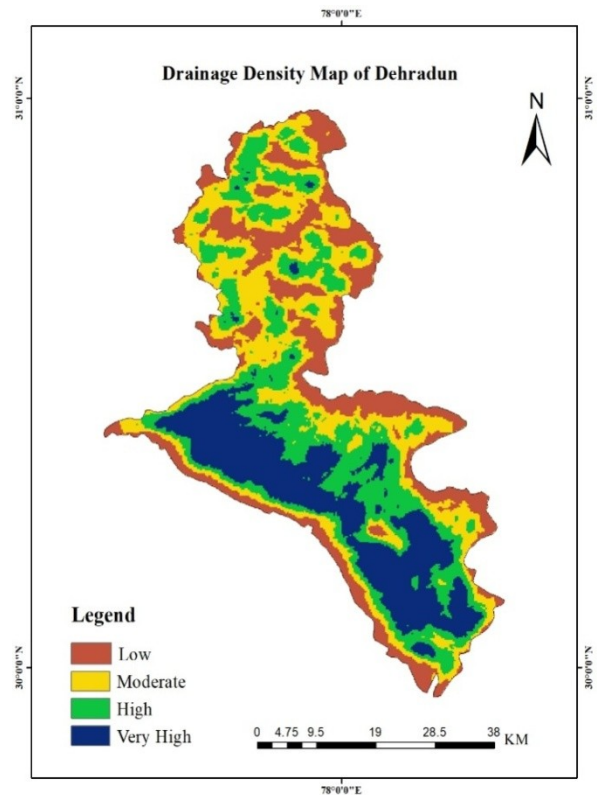 78°0'0"E
Drainage Density Map of Dehradun
31°0'0"N
31°0'0"N
N
Legend
Low
Moderate
High
Very High
30°0'0"N
30°0'0"N
0 4.75 9.5 19 28.5 38
KM
78°0'0"E